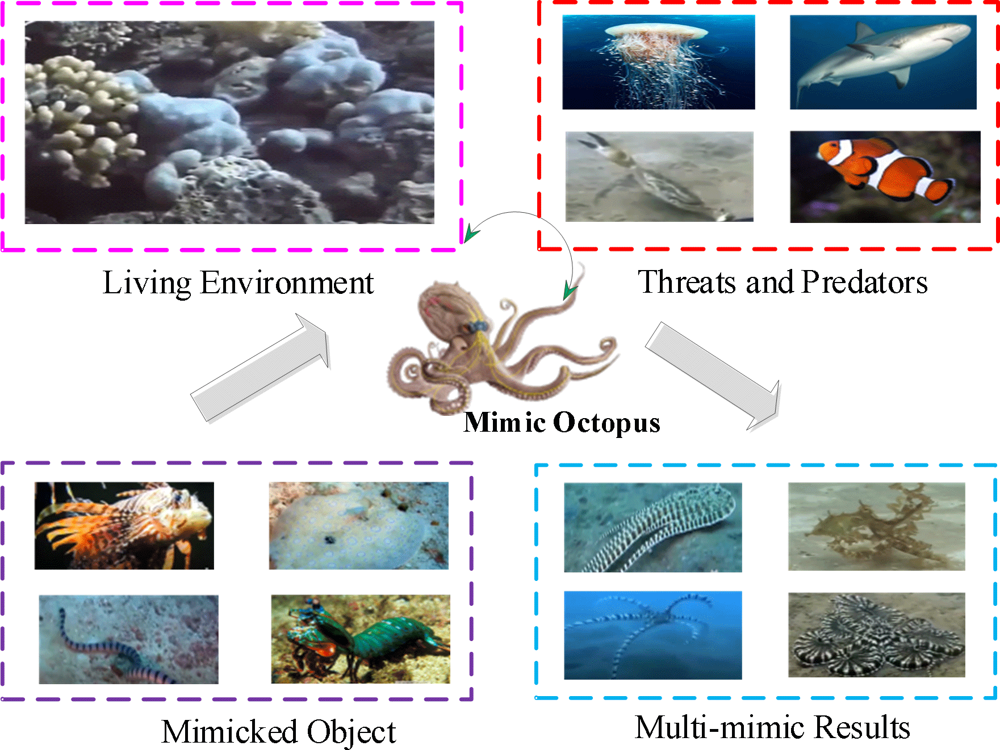 Living Environment
Threats and Predators
Mimic Octopus
Mimicked Object
Multi-mimic Results